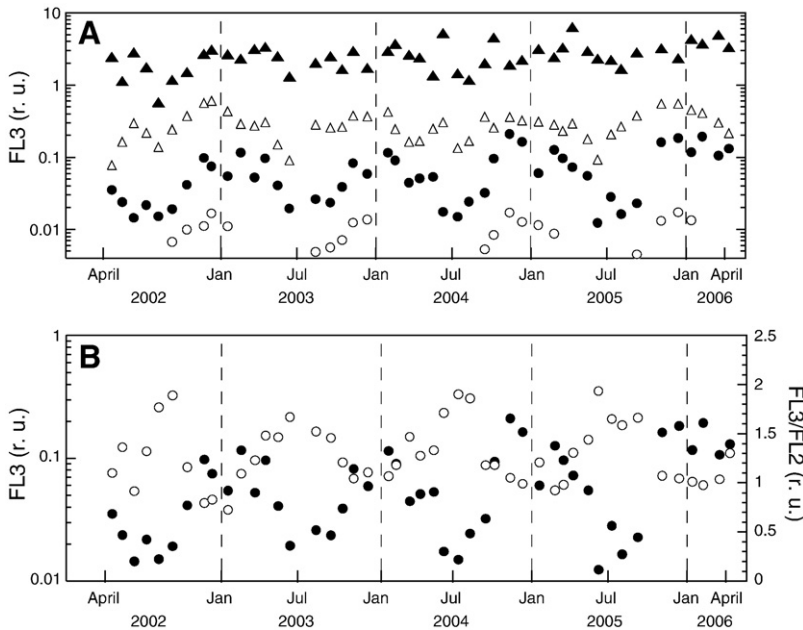 A
FL3 (r. u.)
10
1
0.1
0.01
April Jan Jul Jan Jul Jan Jul Jan April
2002 2003 2004 2005 2006
B
FL3 (r. u.)
1
0.1
0.01
2.5
2
1.5
1
0.5
0
FL3/FL2 (r. u.)
April Jan Jul Jan Jul Jan Jul Jan April
2002 2003 2004 2005 2006